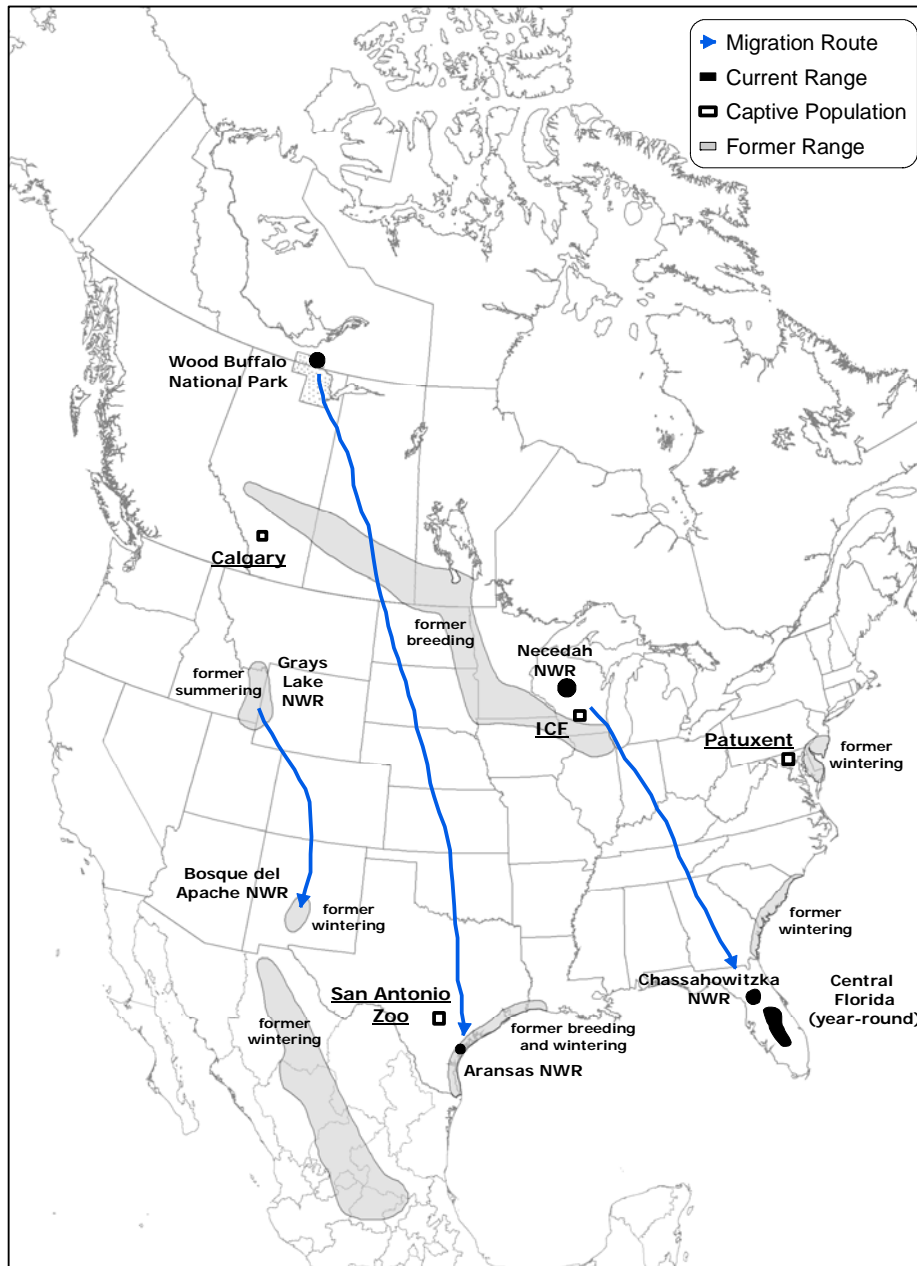 Migration Route
Current Range
Captive Population
Former Range
Wood Buffalo
National Park
Calgary
former
breeding
Necedah
NWR
Grays
Lake
NWR
former
summering
ICF
Patuxent
former
wintering
Bosque del
Apache NWR
former
wintering
former
wintering
Chassahowitzka
NWR
Central
Florida
(year-round)
San Antonio
Zoo
former
wintering
former breeding
and wintering
Aransas NWR